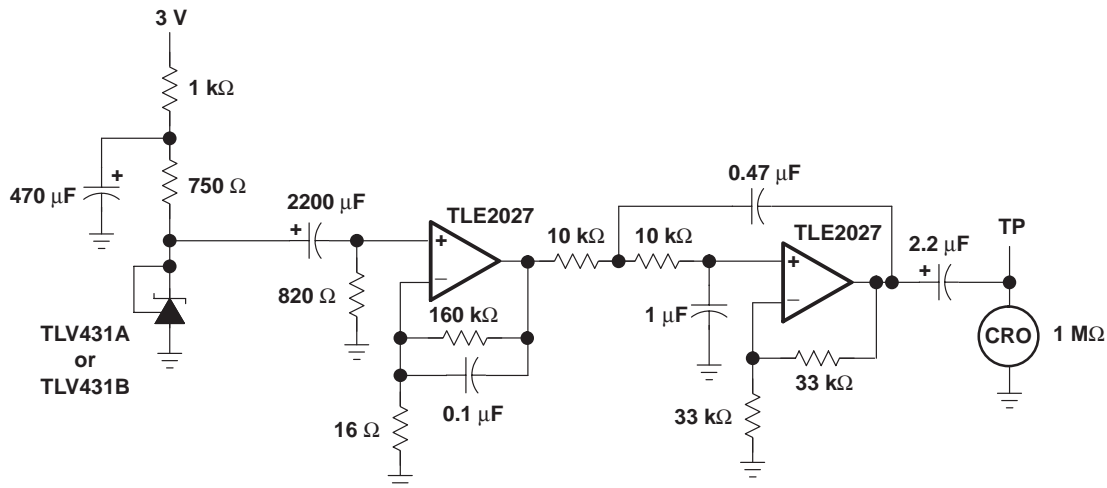 3 V
1 kΩ
470 μF
+
750 Ω
2200 μF
+
820 Ω
TLV431A
or
TLV431B
TLE2027
+
−
160 kΩ
0.1 μF
16 Ω
10 kΩ
10 kΩ
0.47 μF
1 μF
TLE2027
+
−
33 kΩ
33 kΩ
2.2 μF
+
TP
CRO
1 MΩ